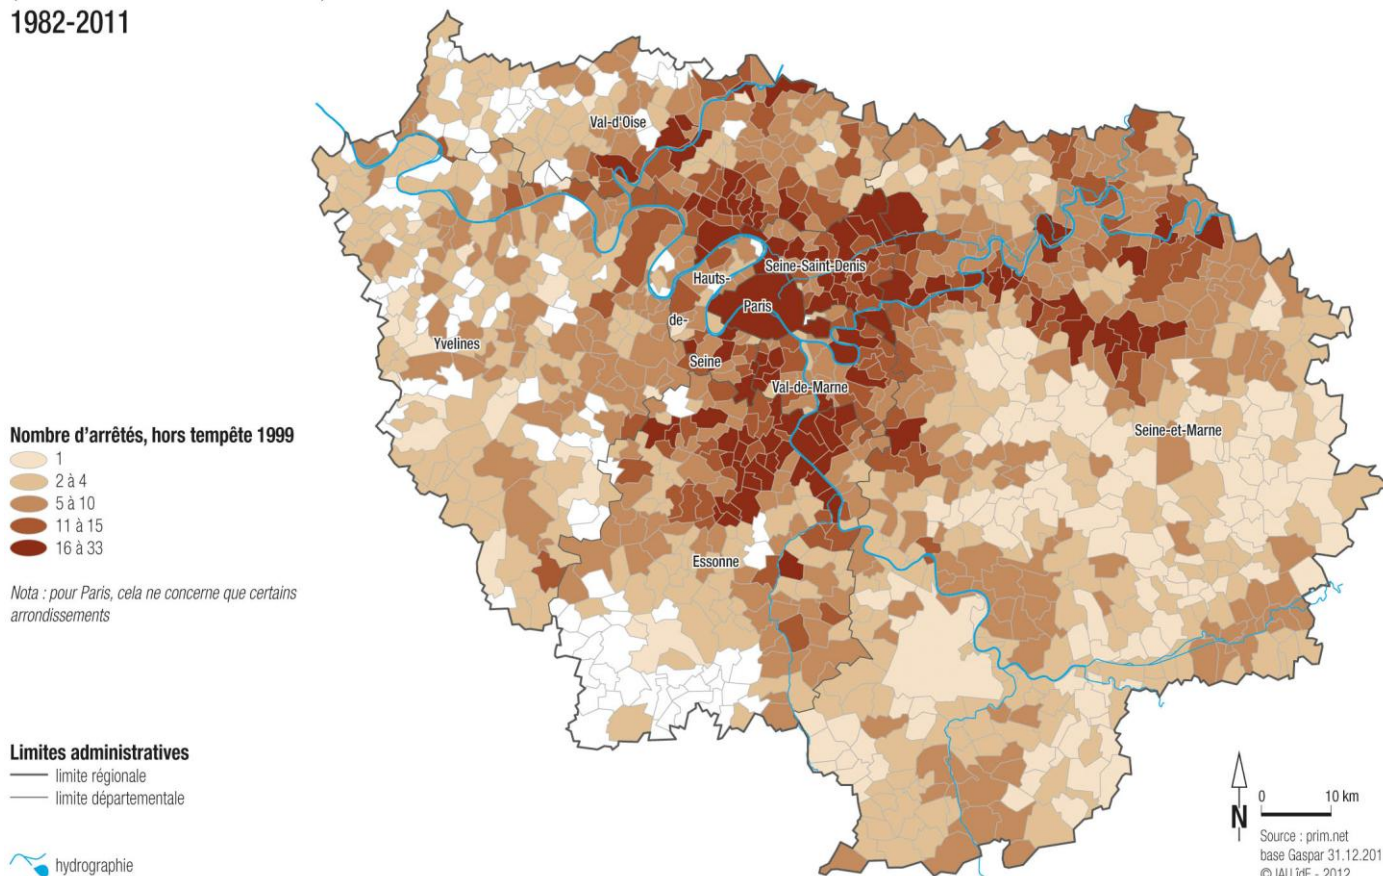 1982-2011
Val-d'Oise
Seine-Saint-Denis
Hauts-
Paris
de-
Yvelines
Seine
Val-de-Marne
Seine-et-Marne
Essonne
Nombre d'arrêtés, hors tempête 1999
1
2 à 4
5 à 10
11 à 15
16 à 33
Nota : pour Paris, cela ne concerne que certains
arrondissements
Limites administratives
limite régionale
limite départementale
hydrographie
N
0 10 km
Source : prim.net
base Gaspar 31.12.201
© IAU îdF - 2012